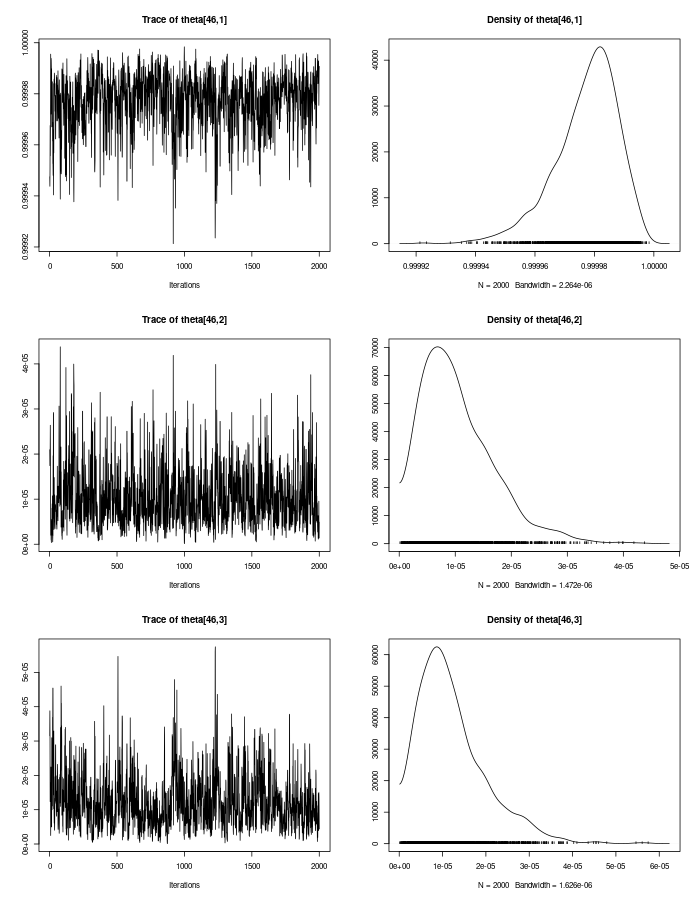 Trace of theta[46,1]
1.00000
0.99998
0.99996
0.99994
0.99992
0 500 1000 1500 2000
Iterations
Density of theta[46,1]
40000
30000
20000
10000
0
0.99992 0.99994 0.99996 0.99998 1.00000
N = 2000 Bandwidth = 2.264e-06
Trace of theta[46,2]
4e-05
3e-05
2e-05
1e-05
0e+00
0 500 1000 1500 2000
Iterations
Density of theta[46,2]
70000
60000
50000
40000
30000
20000
10000
0
0e+00 1e-05 2e-05 3e-05 4e-05 5e-05
N = 2000 Bandwidth = 1.472e-06
Trace of theta[46,3]
5e-05
4e-05
3e-05
2e-05
1e-05
0e+00
0 500 1000 1500 2000
Iterations
Density of theta[46,3]
60000
50000
40000
30000
20000
10000
0
0e+00 1e-05 2e-05 3e-05 4e-05 5e-05 6e-05
N = 2000 Bandwidth = 1.626e-06